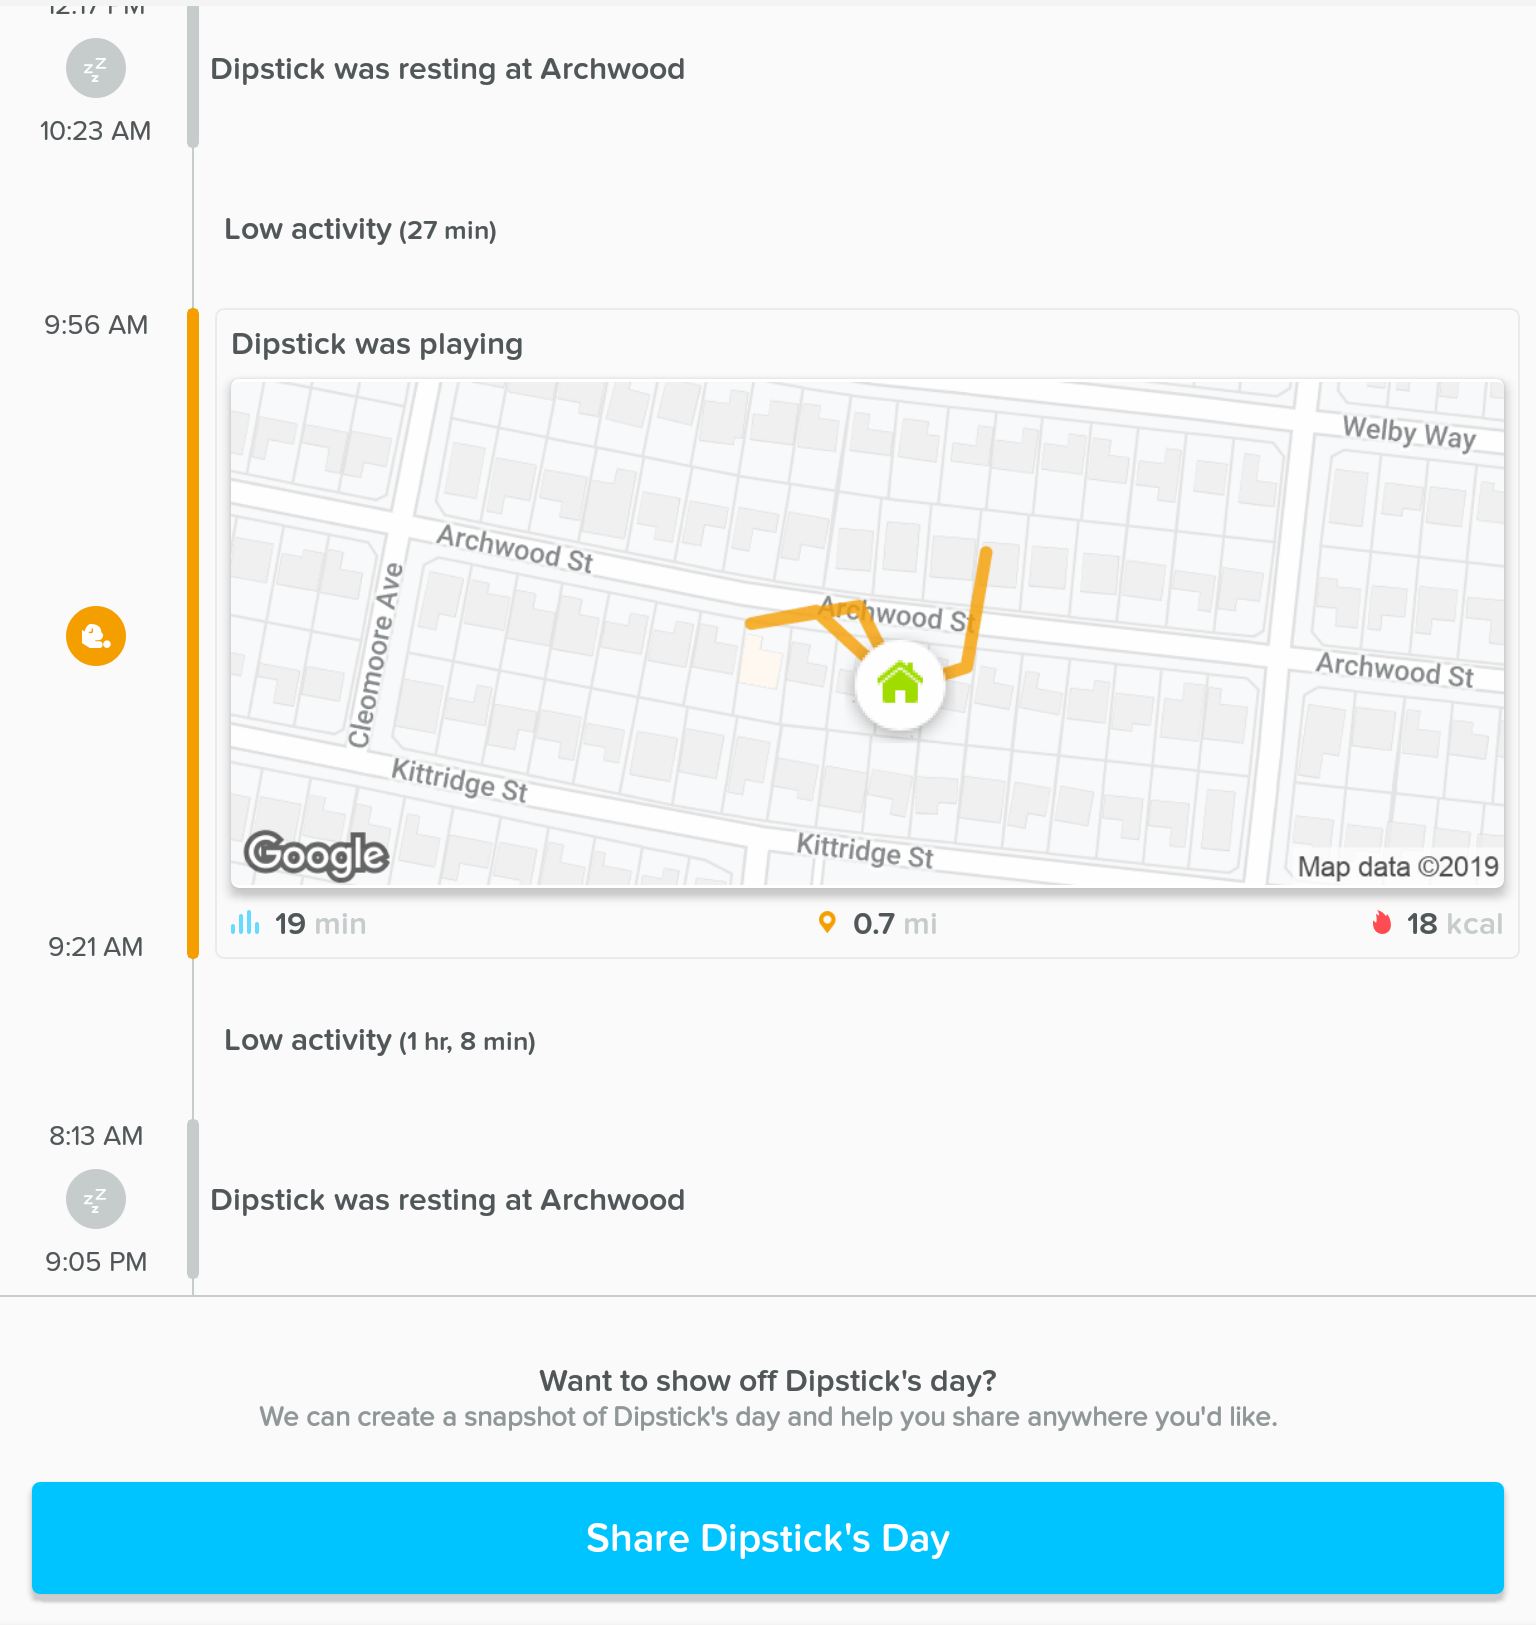 12:17 PM
Dipstick was resting at Archwood
10:23 AM
Low activity (27 min)
9:56 AM
Dipstick was playing
Welby Way
Archwood St
Cleomoore Ave
Archwood St
Archwood St
Kittridge St
Kittridge St
Google
Map data ©2019
19 min
0.7 mi
18 kcal
9:21 AM
Low activity (1 hr, 8 min)
8:13 AM
Dipstick was resting at Archwood
9:05 PM
Want to show off Dipstick's day?
We can create a snapshot of Dipstick's day and help you share anywhere you'd like.
Share Dipstick's Day